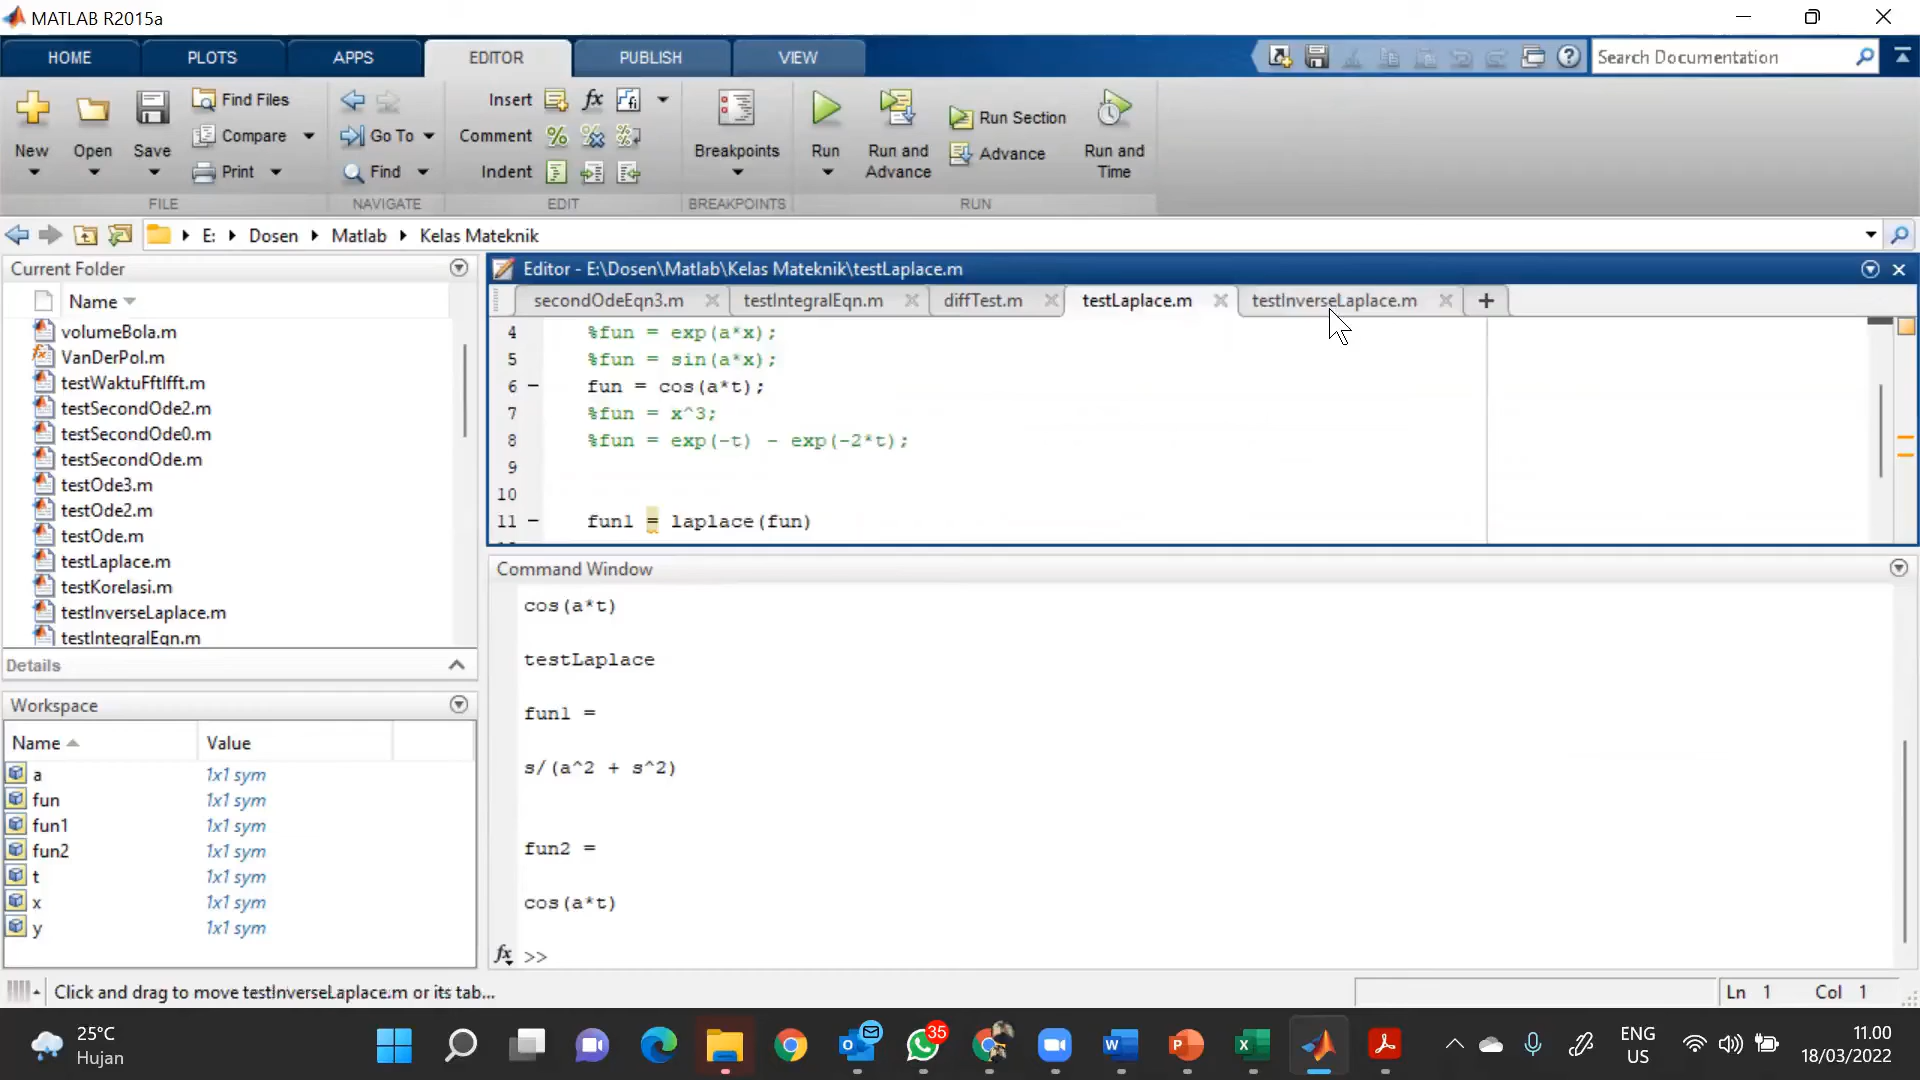 MATLAB R2015a
HOME PLOTS APPS EDITOR PUBLISH VIEW Search Documentation
New Open Save Find Files Compare Print
Go To Find
Insert fx
Comment
Indent
Breakpoints
Run
Run and Advance
Run Section
Advance
Run and Time
FILE NAVIGATE EDIT BREAKPOINTS RUN
E: Dosen Matlab Kelas Mateknik
Current Folder
Name
volumeBola.m
VanDerPol.m
testWaktuFftIfft.m
testSecondOde2.m
testSecondOde0.m
testSecondOde.m
testOde3.m
testOde2.m
testOde.m
testLaplace.m
testKorelasi.m
testInverseLaplace.m
testIntegralEqn.m
Details
Workspace
Name Value
a 1x1 sym
fun 1x1 sym
fun1 1x1 sym
fun2 1x1 sym
t 1x1 sym
x 1x1 sym
y 1x1 sym
Editor - E:\Dosen\Matlab\Kelas Mateknik\testLaplace.m
secondOdeEqn3.m testIntegralEqn.m diffTest.m testLaplace.m testInverseLaplace.m
4 %fun = exp(a*x);
5 %fun = sin(a*x);
6 – fun = cos(a*t);
7 %fun = x^3;
8 %fun = exp(-t) - exp(-2*t);
9
10
11 – fun1 = laplace(fun)
Command Window
cos(a*t)
testLaplace
fun1 =
s/(a^2 + s^2)
fun2 =
cos(a*t)
fx >>
Click and drag to move testInverseLaplace.m or its tab...
Ln 1 Col 1
25°C
Hujan
35
ENG
US
11.00
18/03/2022